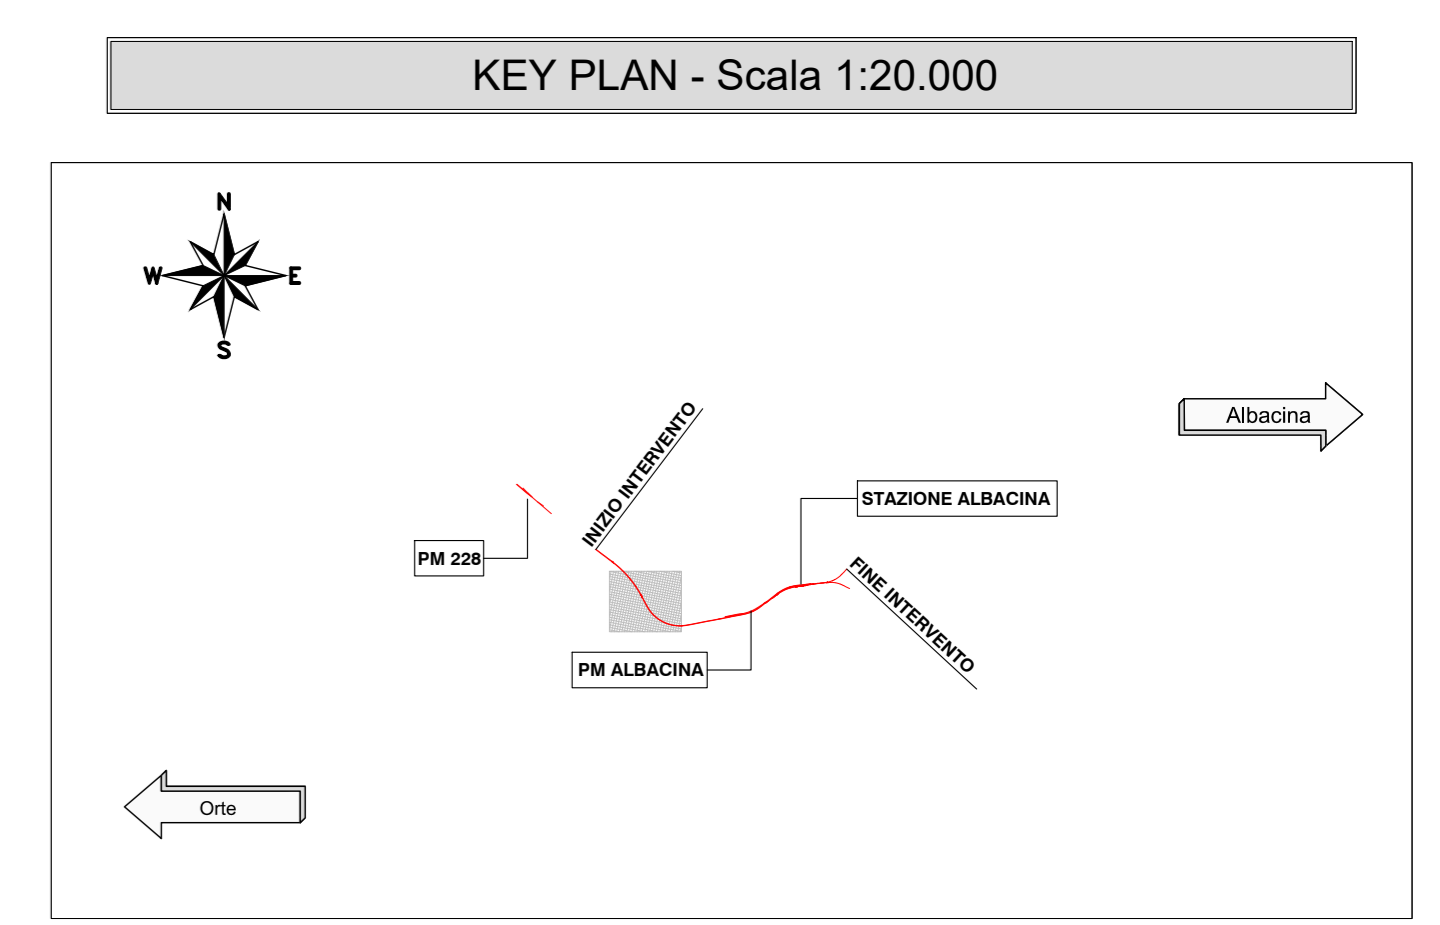 KEY PLAN - Scala 1:20.000
N
W
E
S
Albacina
INIZIO INTERVENTO
STAZIONE ALBACINA
PM 228
FINE INTERVENTO
PM ALBACINA
Orte